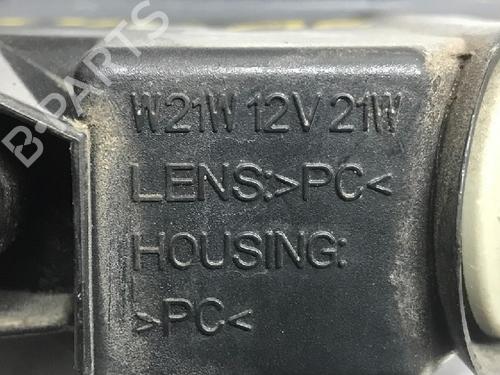 B-PARTS
W21W 12V 21W
LENS:>PC<
HOUSING:
>PC<